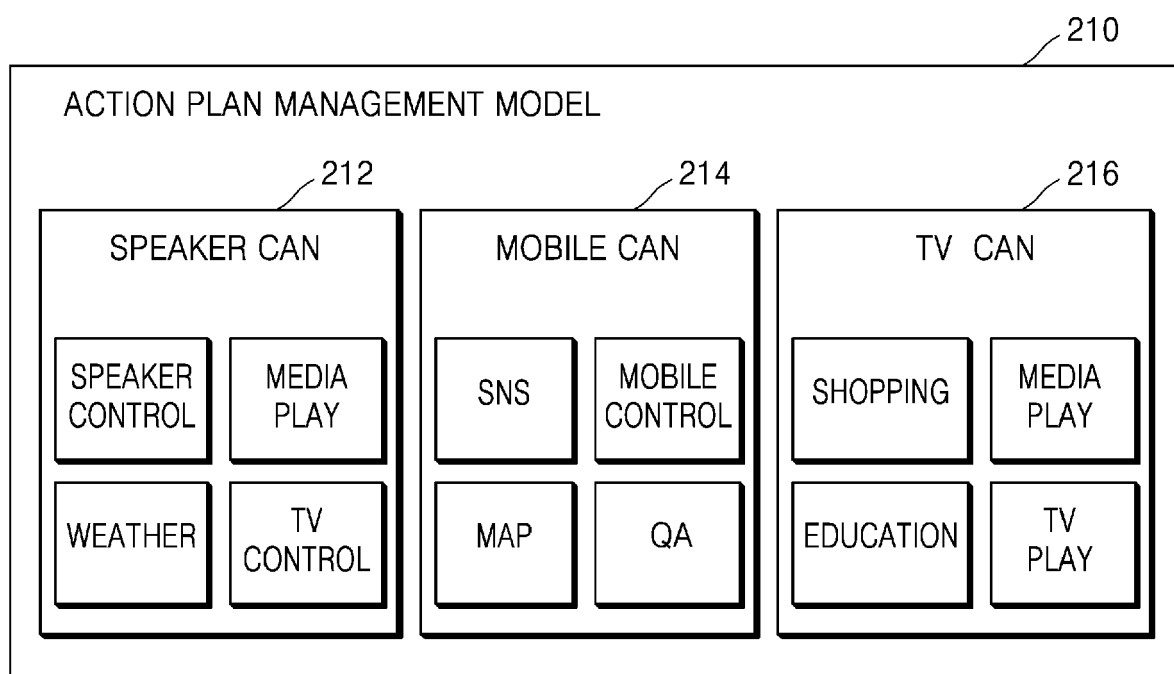 210
ACTION PLAN MANAGEMENT MODEL
212
214
216
SPEAKER CAN
SPEAKER
CONTROL
MEDIA
PLAY
WEATHER
TV
CONTROL
MOBILE CAN
SNS
MOBILE
CONTROL
MAP
QA
TV CAN
SHOPPING
MEDIA
PLAY
EDUCATION
TV
PLAY